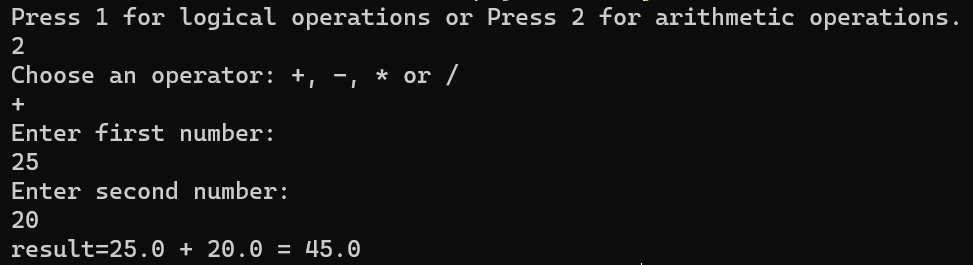 Press 1 for logical operations or Press 2 for arithmetic operations.
2
Choose an operator: +, -, * or /
+
Enter first number:
25
Enter second number:
20
result=25.0 + 20.0 = 45.0